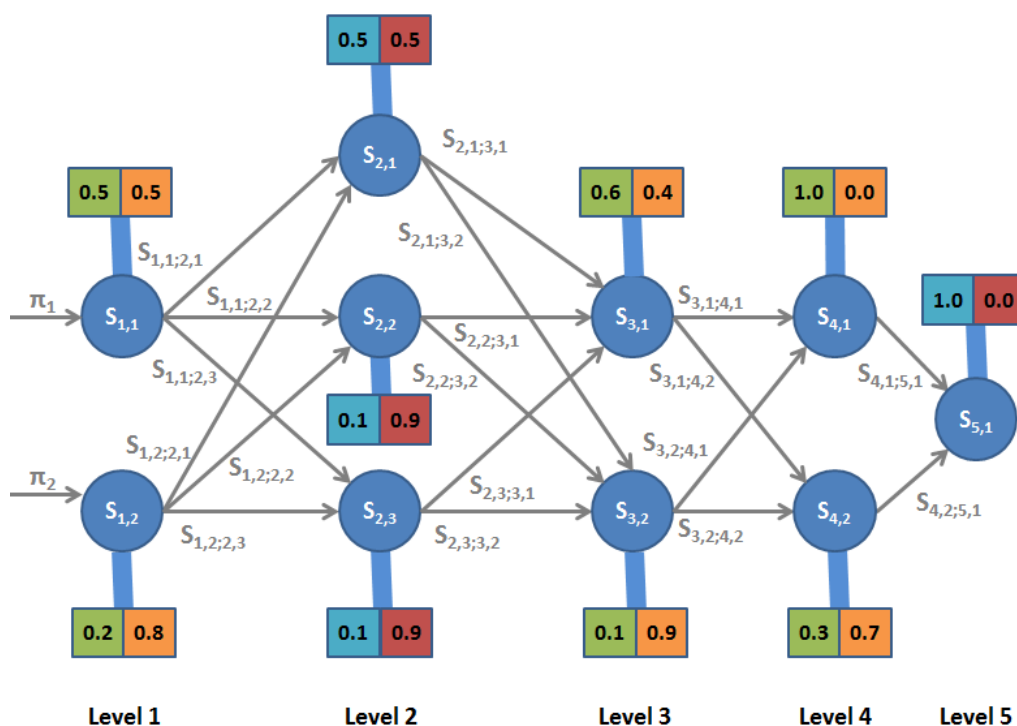 0.5 0.5
S2,1
S2,1;3,1
0.5 0.5
0.6 0.4
1.0 0.0
S1,1;2,1
S2,1;3,2
π1
S1,1
S1,1;2,2
S2,2
S2,2;3,1
S3,1
S3,1;4,1
S4,1
1.0 0.0
S1,1;2,3
S2,2;3,2
S3,1;4,2
S4,1;5,1
0.1 0.9
S5,1
S1,2;2,1
S3,2;4,1
π2
S1,2;2,2
S2,3;3,1
S4,2;5,1
S1,2
S1,2;2,3
S2,3
S2,3;3,2
S3,2
S3,2;4,2
S4,2
0.2 0.8
0.1 0.9
0.1 0.9
0.3 0.7
Level 1 Level 2 Level 3 Level 4 Level 5